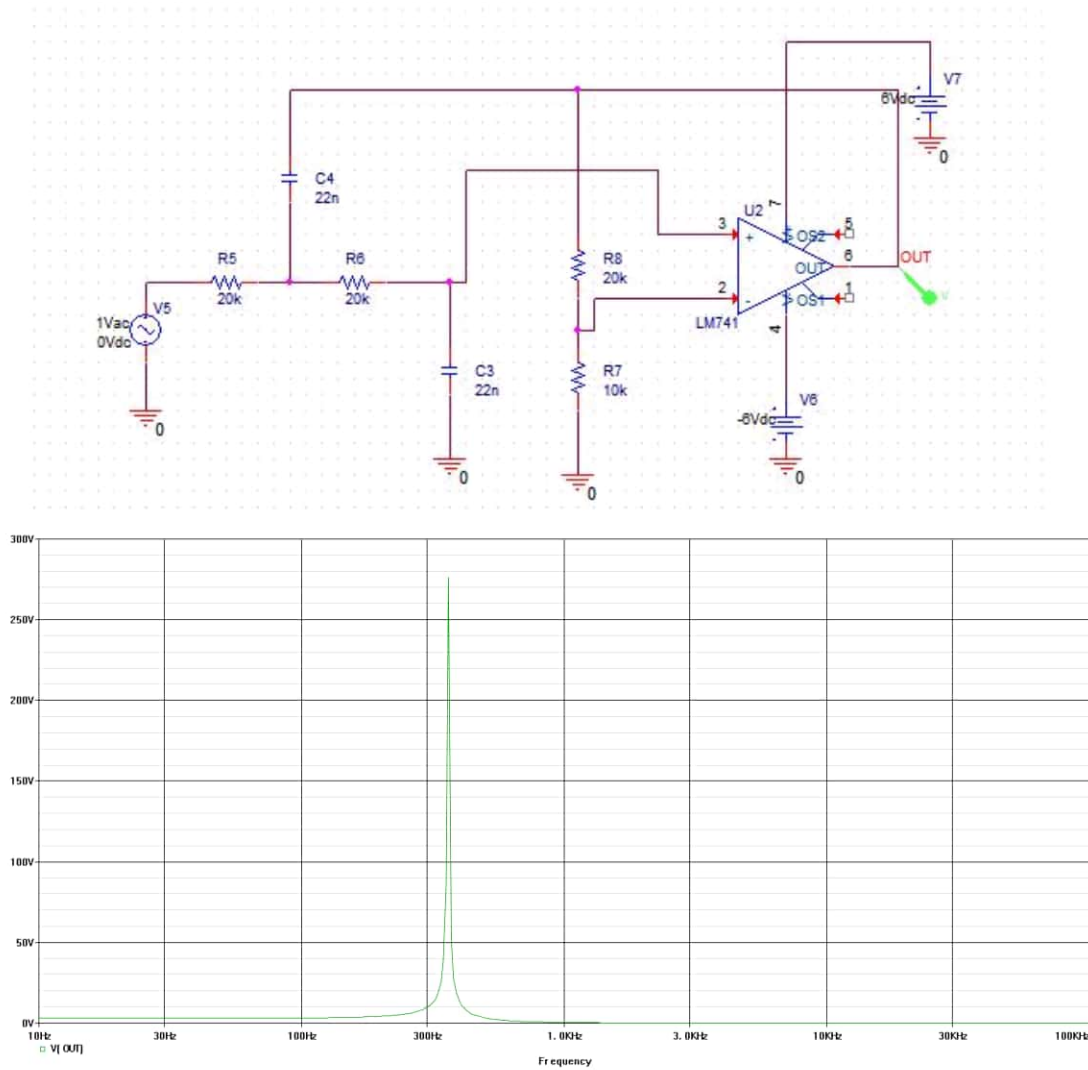 V7
6Vdc
0
C4
22n
U2
7
5
3
+
OS2
6
OUT
OUT
R5
20k
R6
20k
R8
20k
2
-
OS1
1
V
LM741
4
V5
1Vac
0Vdc
0
C3
22n
0
R7
10k
0
V6
-6Vdc
0
300V
250V
200V
150V
100V
50V
0V
10Hz 30Hz 100Hz 300Hz 1.0KHz 3.0KHz 10KHz 30KHz 100KHz
V( OUT)
Frequency